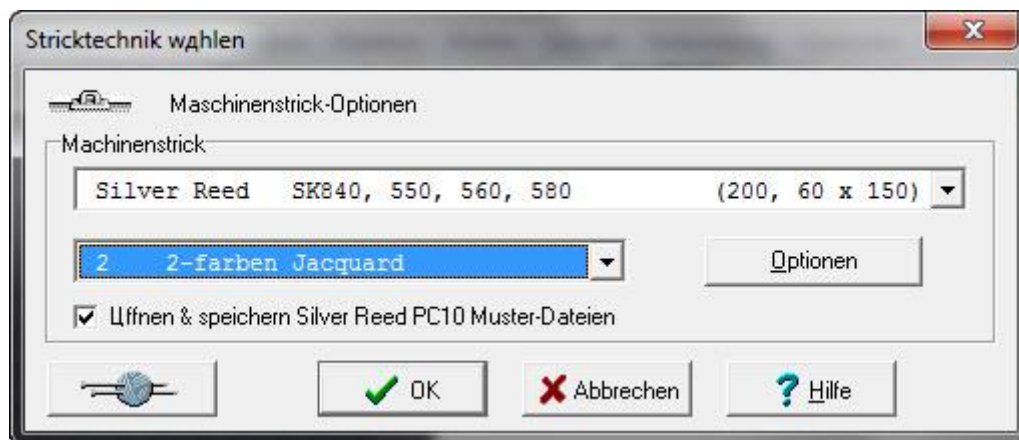 Stricktechnik wдhlen
Maschinenstrick-Optionen
Machinenstrick
Silver Reed SK840, 550, 560, 580 (200, 60 x 150)
2 2-farben Jacquard
Optionen
Цffnen & speichern Silver Reed PC10 Muster-Dateien
OK
Abbrechen
Hilfe